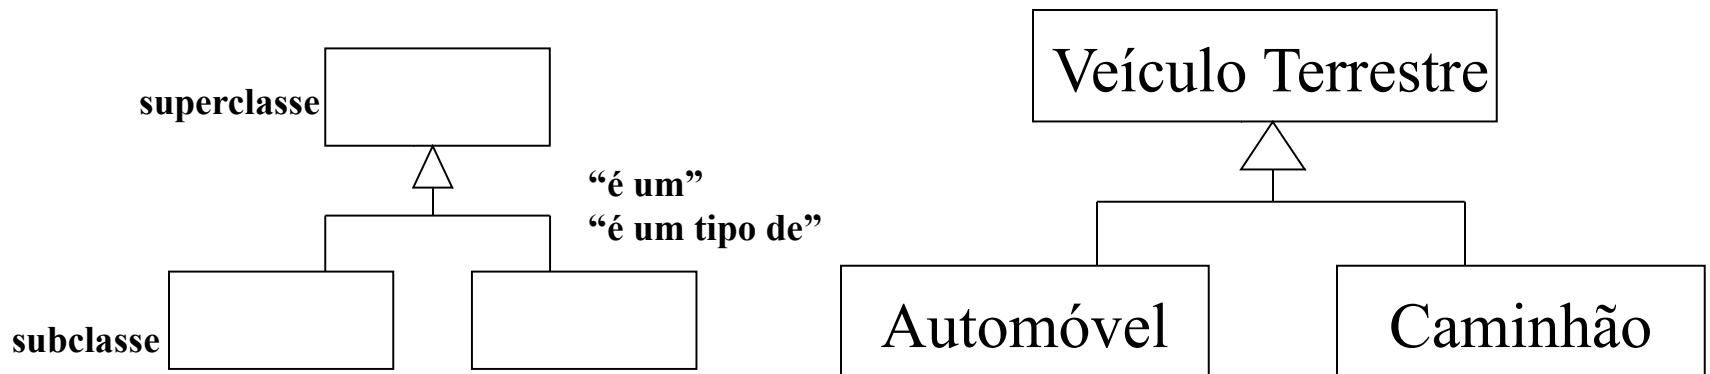 superclasse
“é um”
“é um tipo de”
subclasse
Veículo Terrestre
Automóvel
Caminhão